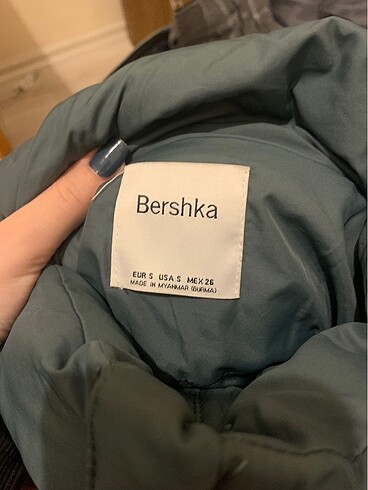 Bershka
EUR S USA S MEX 26
MADE IN MYANMAR (BURMA)